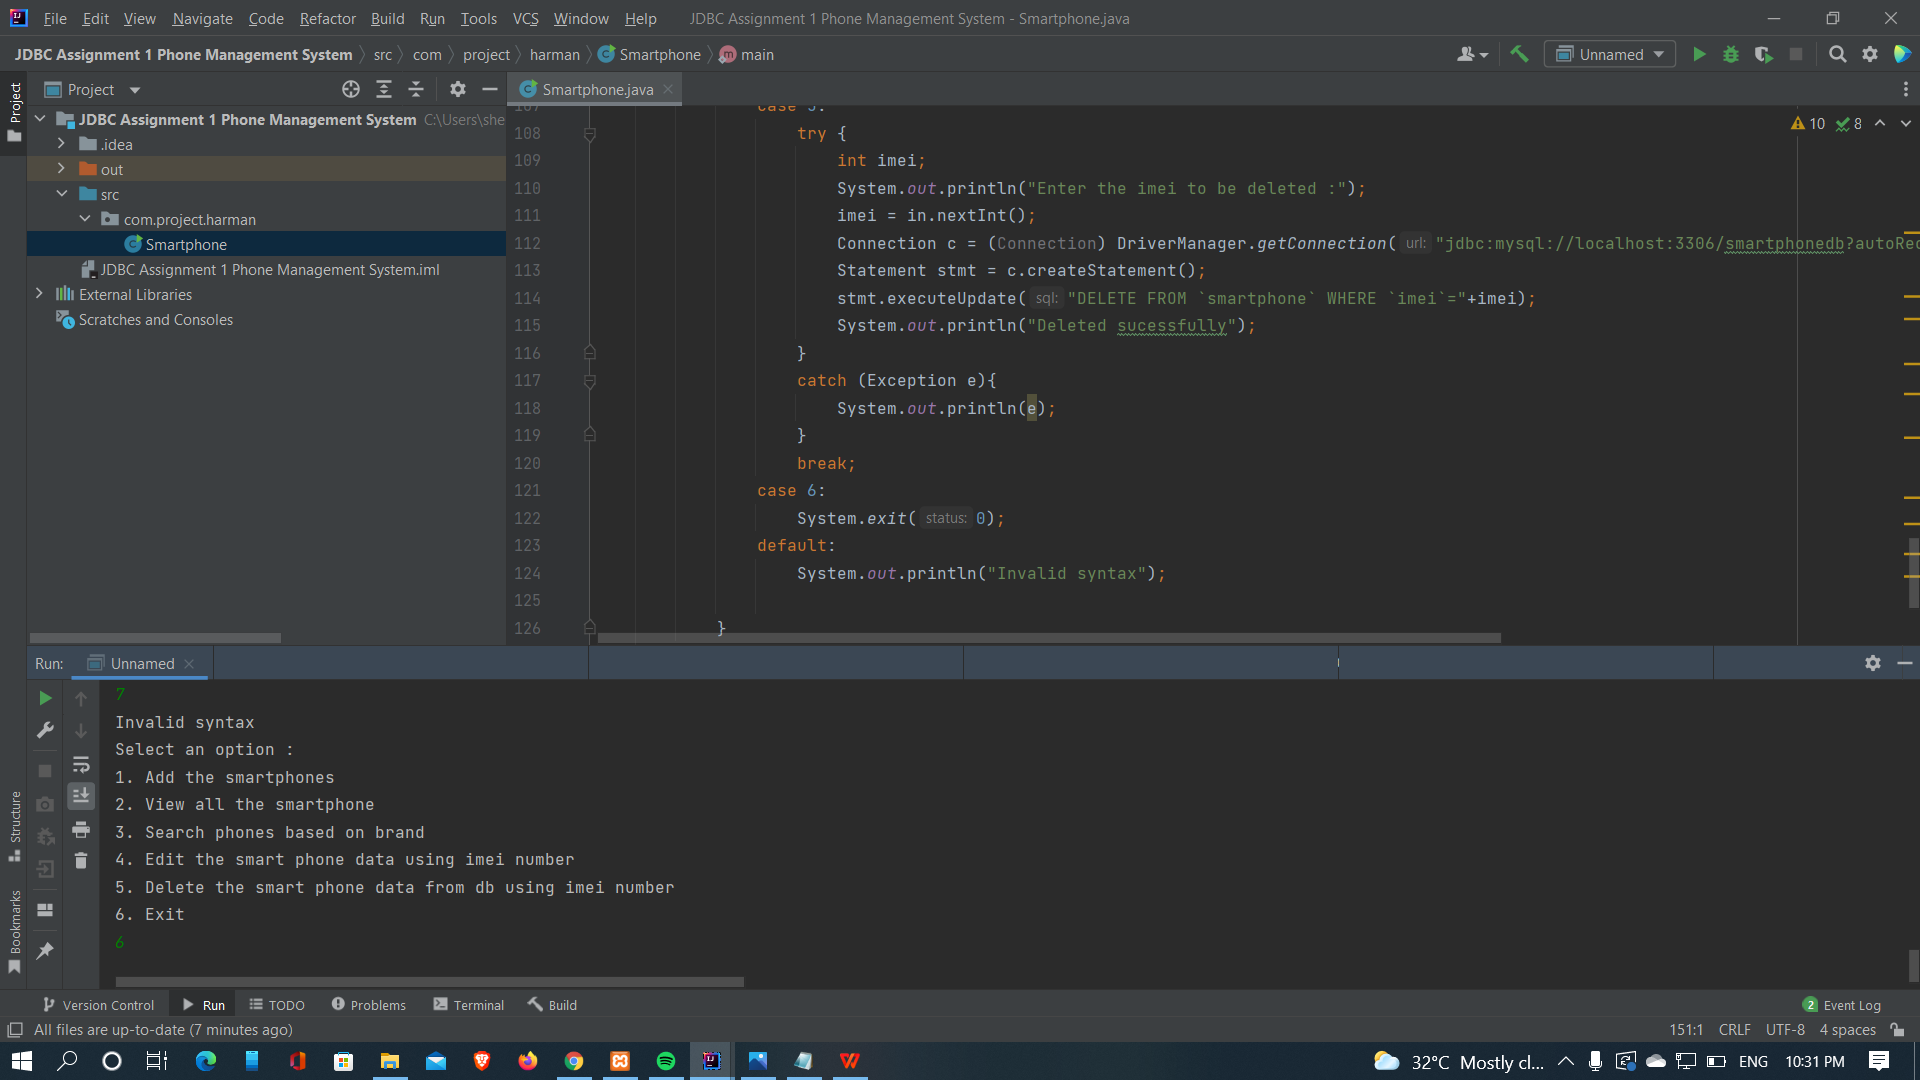 File Edit View Navigate Code Refactor Build Run Tools VCS Window Help JDBC Assignment 1 Phone Management System - Smartphone.java
JDBC Assignment 1 Phone Management System src com project harman Smartphone main Unnamed
Project
Smartphone.java
JDBC Assignment 1 Phone Management System C:\Users\she
.idea
out
src
com.project.harman
Smartphone
JDBC Assignment 1 Phone Management System.iml
External Libraries
Scratches and Consoles
Project
Structure
Bookmarks
10 8
108 try {
109 int imei;
110 System.out.println("Enter the imei to be deleted :");
111 imei = in.nextInt();
112 Connection c = (Connection) DriverManager.getConnection( url: "jdbc:mysql://localhost:3306/smartphonedb?autoRec
113 Statement stmt = c.createStatement();
114 stmt.executeUpdate( sql: "DELETE FROM `smartphone` WHERE `imei`="+imei);
115 System.out.println("Deleted sucessfully");
116 }
117 catch (Exception e){
118 System.out.println(e);
119 }
120 break;
121 case 6:
122 System.exit( status: 0);
123 default:
124 System.out.println("Invalid syntax");
125
126 }
Run: Unnamed
7
Invalid syntax
Select an option :
1. Add the smartphones
2. View all the smartphone
3. Search phones based on brand
4. Edit the smart phone data using imei number
5. Delete the smart phone data from db using imei number
6. Exit
6
Version Control Run TODO Problems Terminal Build 2 Event Log
All files are up-to-date (7 minutes ago) 151:1 CRLF UTF-8 4 spaces
32°C Mostly cl... ENG 10:31 PM